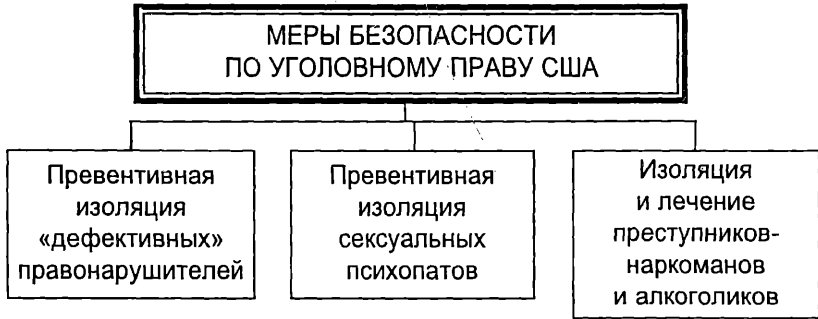 МЕРЫ БЕЗОПАСНОСТИ
ПО УГОЛОВНОМУ ПРАВУ США
Превентивная
изоляция
«дефективных»
правонарушителей
Превентивная
изоляция
сексуальных
психопатов
Изоляция
и лечение
преступников-
наркоманов
и алкоголиков